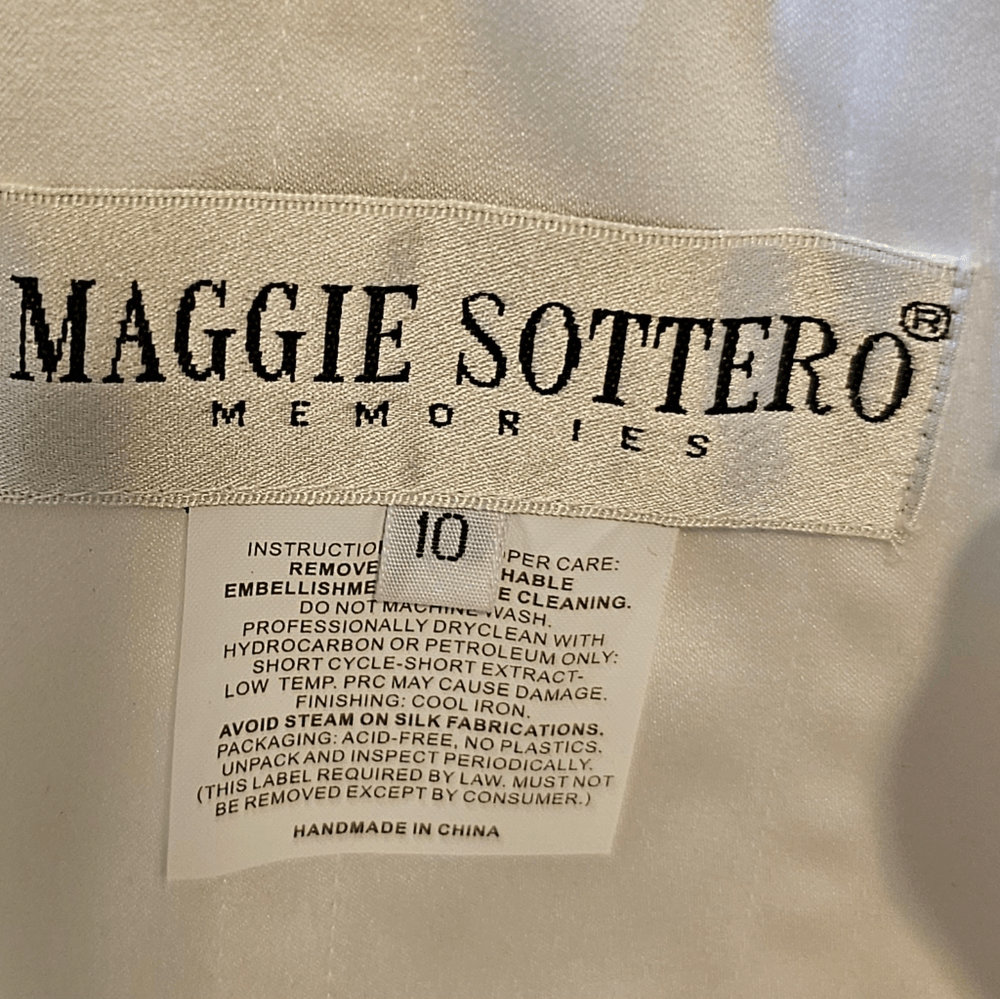 MAGGIE SOTTERO®
MEMORIES
10
INSTRUCTIO PER CARE:
REMOVE HABLE
EMBELLISHME E CLEANING.
DO NOT MACHINE WASH.
PROFESSIONALLY DRYCLEAN WITH
HYDROCARBON OR PETROLEUM ONLY:
SHORT CYCLE-SHORT EXTRACT-
LOW TEMP. PRC MAY CAUSE DAMAGE.
FINISHING: COOL IRON.
AVOID STEAM ON SILK FABRICATIONS.
PACKAGING: ACID-FREE, NO PLASTICS.
UNPACK AND INSPECT PERIODICALLY.
(THIS LABEL REQUIRED BY LAW. MUST NOT
BE REMOVED EXCEPT BY CONSUMER.)
HANDMADE IN CHINA